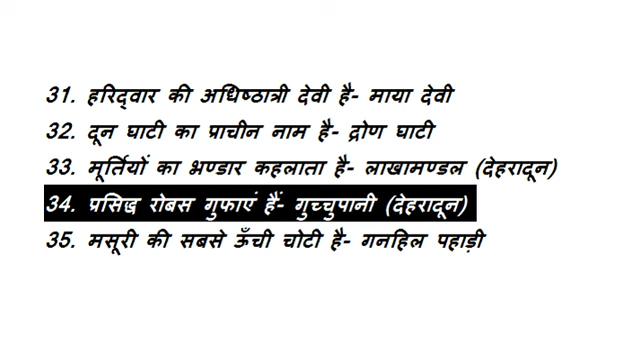 31. हरिद्वार की अधिष्ठात्री देवी है- माया देवी
32. दून घाटी का प्राचीन नाम है- द्रोण घाटी
33. मूर्तियों का भण्डार कहलाता है- लाखामण्डल (देहरादून)
34. प्रसिद्ध रोबस गुफाएं हैं- गुच्चुपानी (देहरादून)
35. मसूरी की सबसे ऊँची चोटी है- गनहिल पहाड़ी